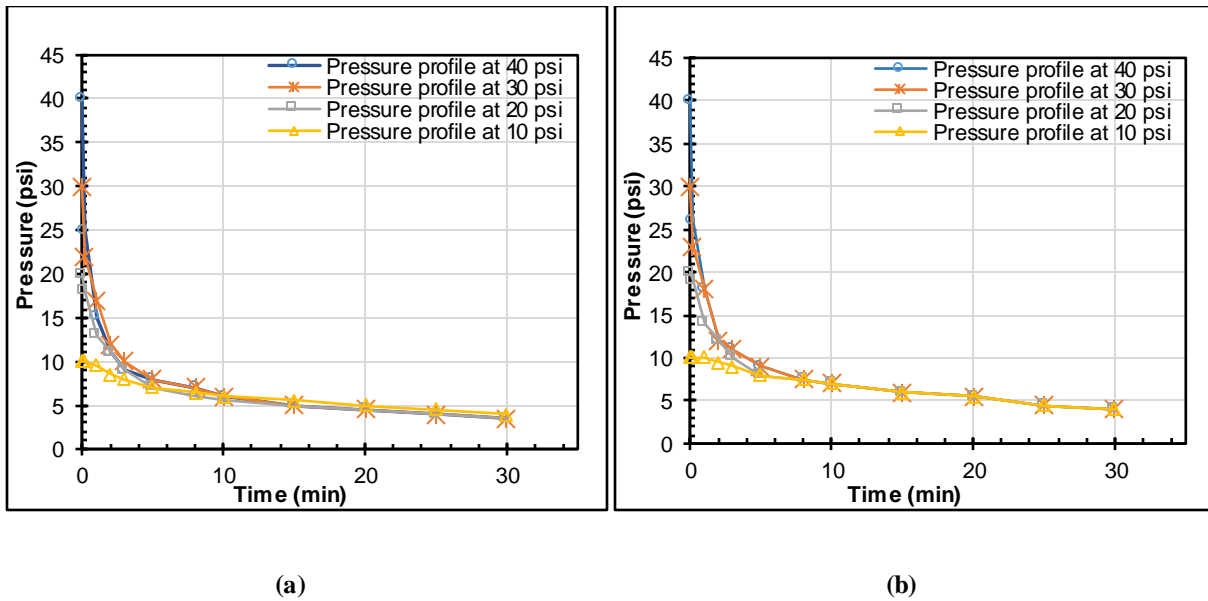 45
40
35
30
25
20
15
10
5
0
Pressure (psi)
Pressure profile at 40 psi
Pressure profile at 30 psi
Pressure profile at 20 psi
Pressure profile at 10 psi
0 10 20 30
Time (min)
(a)
45
40
35
30
25
20
15
10
5
0
Pressure (psi)
Pressure profile at 40 psi
Pressure profile at 30 psi
Pressure profile at 20 psi
Pressure profile at 10 psi
0 10 20 30
Time (min)
(b)